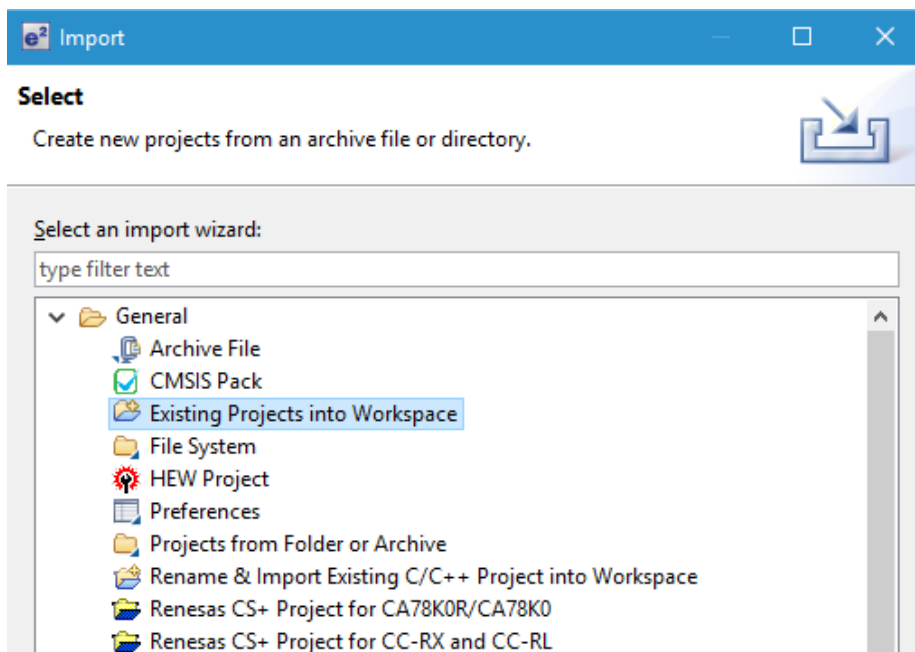 e² Import
Select
Create new projects from an archive file or directory.
Select an import wizard:
type filter text
General
Archive File
CMSIS Pack
Existing Projects into Workspace
File System
HEW Project
Preferences
Projects from Folder or Archive
Rename & Import Existing C/C++ Project into Workspace
Renesas CS+ Project for CA78K0R/CA78K0
Renesas CS+ Project for CC-RX and CC-RL